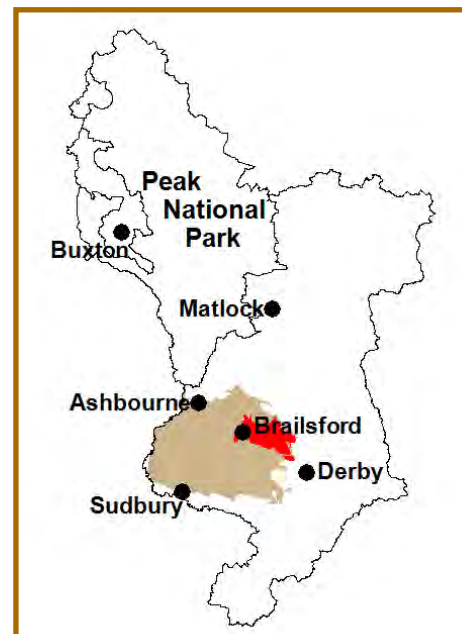 Peak
National
Park
Buxton
Matlock
Ashbourne
Brailsford
Derby
Sudbury